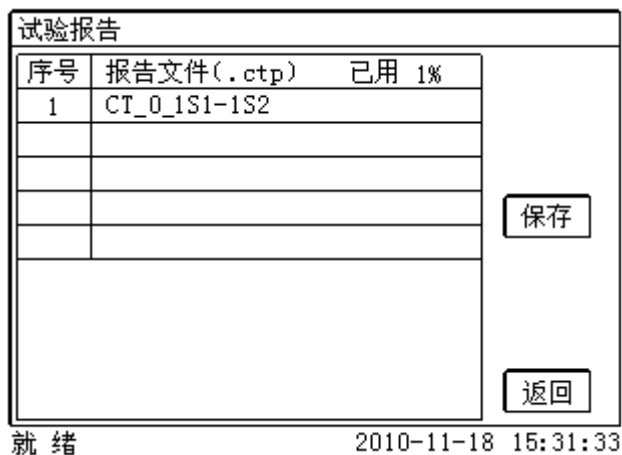 试验报告
序号 报告文件(.ctp) 已用 1%
1 CT_0_1S1-1S2
保存
返回
就 绪 2010-11-18 15:31:33